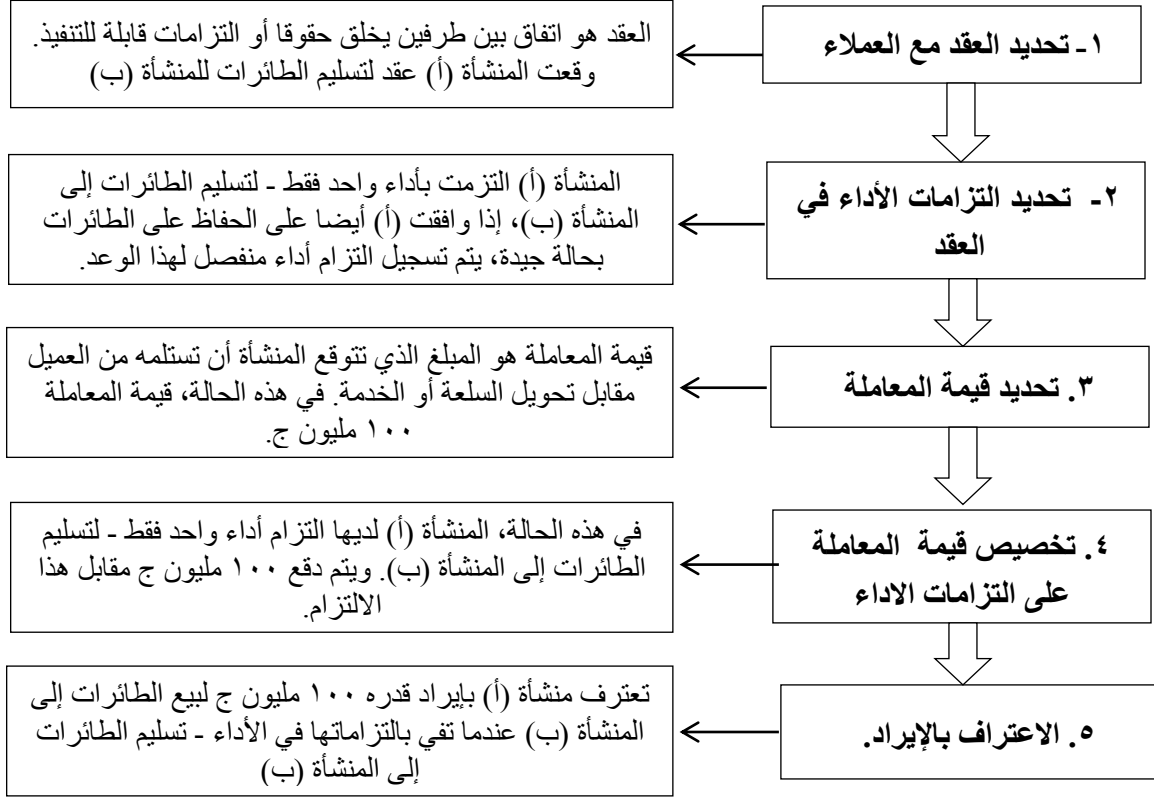 ١- تحديد العقد مع العملاء
العقد هو اتفاق بين طرفين يخلق حقوقا أو التزامات قابلة للتنفيذ.
وقعت المنشأة (أ) عقد لتسليم الطائرات للمنشأة (ب)
٢- تحديد التزامات الأداء في
العقد
المنشأة (أ) التزمت بأداء واحد فقط - لتسليم الطائرات إلى
المنشأة (ب)، إذا وافقت (أ) أيضا على الحفاظ على الطائرات
بحالة جيدة، يتم تسجيل التزام أداء منفصل لهذا الوعد.
٣. تحديد قيمة المعاملة
قيمة المعاملة هو المبلغ الذي تتوقع المنشأة أن تستلمه من العميل
مقابل تحويل السلعة أو الخدمة. في هذه الحالة، قيمة المعاملة
١٠٠ مليون ج.
٤. تخصيص قيمة المعاملة
على التزامات الاداء
في هذه الحالة، المنشأة (أ) لديها التزام أداء واحد فقط - لتسليم
الطائرات إلى المنشأة (ب). ويتم دفع ١٠٠ مليون ج مقابل هذا
الالتزام.
٥. الاعتراف بالإيراد.
تعترف منشأة (أ) بإيراد قدره ١٠٠ مليون ج لبيع الطائرات إلى
المنشأة (ب) عندما تفي بالتزاماتها في الأداء - تسليم الطائرات
إلى المنشأة (ب)